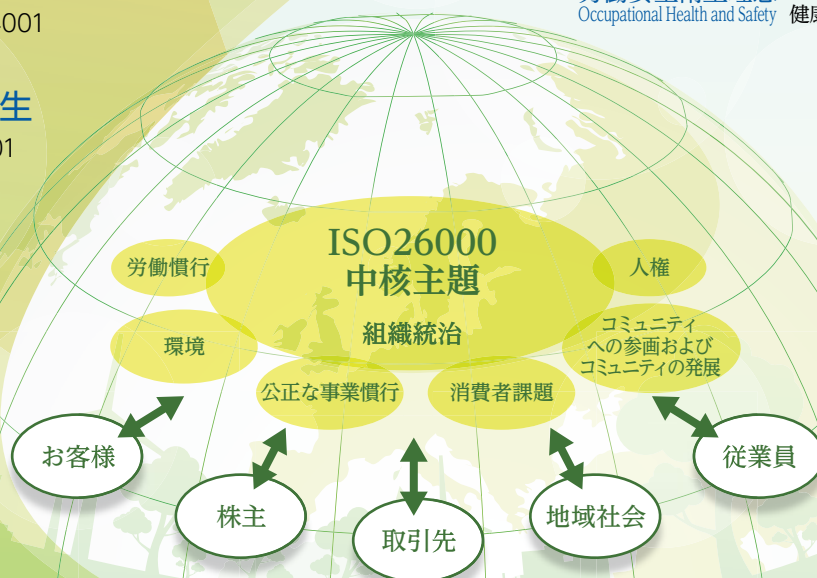 001
生
01
Occupational Health and Safety 健康
ISO26000
中核主題
組織統治
労働慣行
人権
環境
コミュニティ
への参画および
コミュニティの発展
公正な事業慣行
消費者課題
お客様
従業員
株主
地域社会
取引先